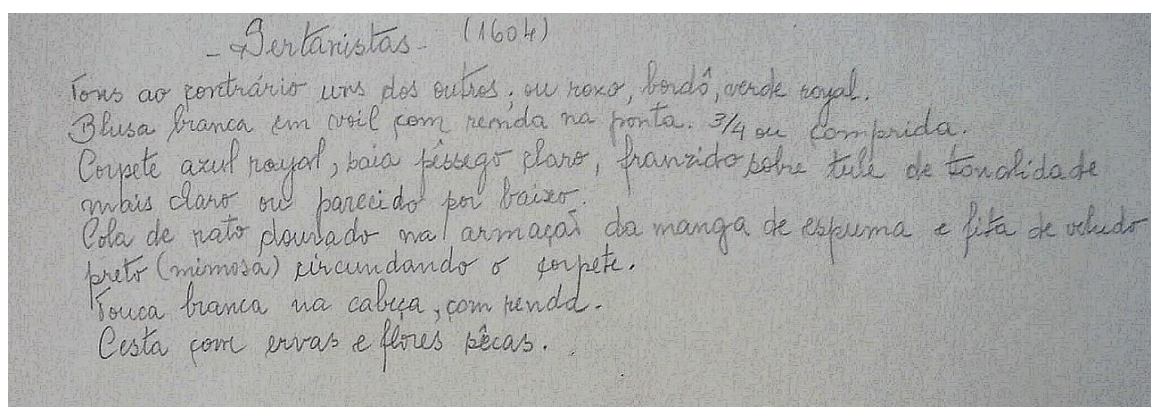 - Sertanistas - (1604)
Tons ao contrário uns dos outros; ou roxo, bordô, verde royal.
Blusa branca em voil com renda na ponta. 3/4 ou comprida.
Corpete azul royal, saia pêssego claro, franzido sobre tule de tonalidade
mais claro ou parecido por baixo.
Cola de rato dourado na armação da manga de espuma e fita de veludo
preto (mimosa) circundando o corpete.
Touca branca na cabeça, com renda.
Cesta com ervas e flores sêcas.